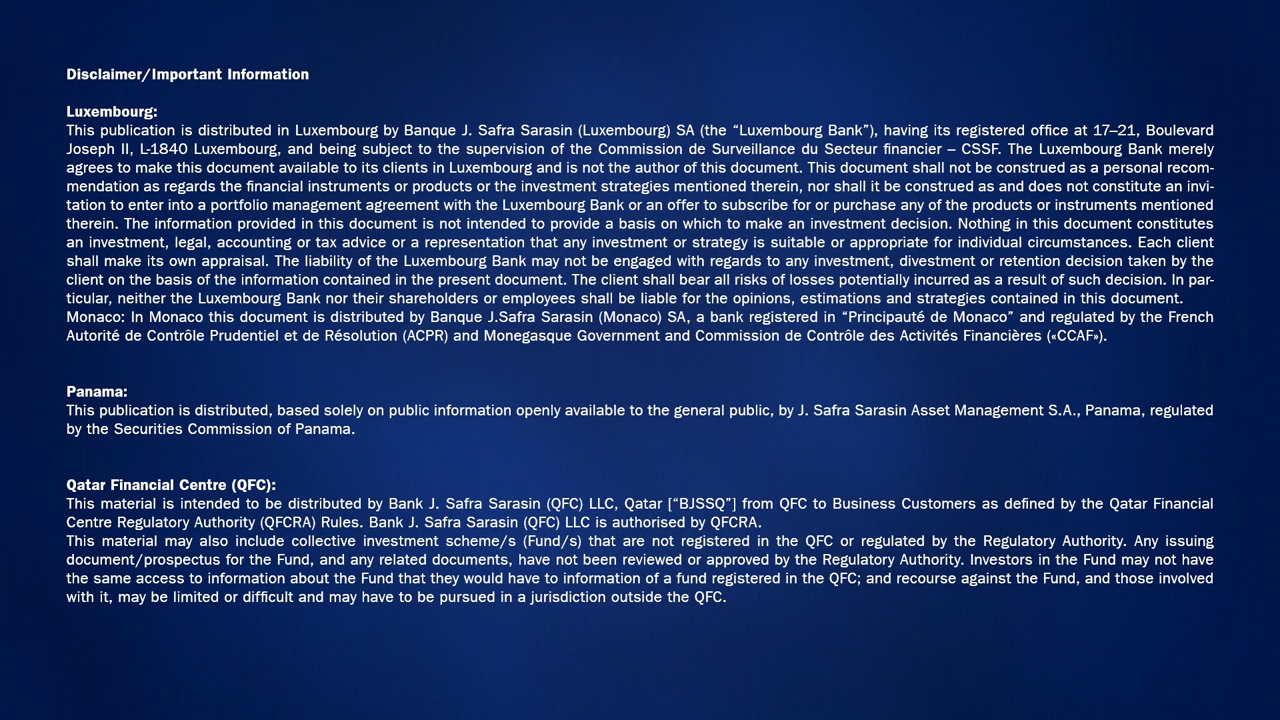 Disclaimer/Important Information
Luxembourg:
This publication is distributed in Luxembourg by Banque J. Safra Sarasin (Luxembourg) SA (the “Luxembourg Bank”), having its registered office at 17–21, Boulevard
Joseph II, L-1840 Luxembourg, and being subject to the supervision of the Commission de Surveillance du Secteur financier – CSSF. The Luxembourg Bank merely
agrees to make this document available to its clients in Luxembourg and is not the author of this document. This document shall not be construed as a personal recom-
mendation as regards the financial instruments or products or the investment strategies mentioned therein, nor shall it be construed as and does not constitute an invi-
tation to enter into a portfolio management agreement with the Luxembourg Bank or an offer to subscribe for or purchase any of the products or instruments mentioned
therein. The information provided in this document is not intended to provide a basis on which to make an investment decision. Nothing in this document constitutes
an investment, legal, accounting or tax advice or a representation that any investment or strategy is suitable or appropriate for individual circumstances. Each client
shall make its own appraisal. The liability of the Luxembourg Bank may not be engaged with regards to any investment, divestment or retention decision taken by the
client on the basis of the information contained in the present document. The client shall bear all risks of losses potentially incurred as a result of such decision. In par-
ticular, neither the Luxembourg Bank nor their shareholders or employees shall be liable for the opinions, estimations and strategies contained in this document.
Monaco: In Monaco this document is distributed by Banque J.Safra Sarasin (Monaco) SA, a bank registered in “Principauté de Monaco” and regulated by the French
Autorité de Contrôle Prudentiel et de Résolution (ACPR) and Monegasque Government and Commission de Contrôle des Activités Financières («CCAF»).
Panama:
This publication is distributed, based solely on public information openly available to the general public, by J. Safra Sarasin Asset Management S.A., Panama, regulated
by the Securities Commission of Panama.
Qatar Financial Centre (QFC):
This material is intended to be distributed by Bank J. Safra Sarasin (QFC) LLC, Qatar [“BJSSQ”] from QFC to Business Customers as defined by the Qatar Financial
Centre Regulatory Authority (QFCRA) Rules. Bank J. Safra Sarasin (QFC) LLC is authorised by QFCRA.
This material may also include collective investment scheme/s (Fund/s) that are not registered in the QFC or regulated by the Regulatory Authority. Any issuing
document/prospectus for the Fund, and any related documents, have not been reviewed or approved by the Regulatory Authority. Investors in the Fund may not have
the same access to information about the Fund that they would have to information of a fund registered in the QFC; and recourse against the Fund, and those involved
with it, may be limited or difficult and may have to be pursued in a jurisdiction outside the QFC.